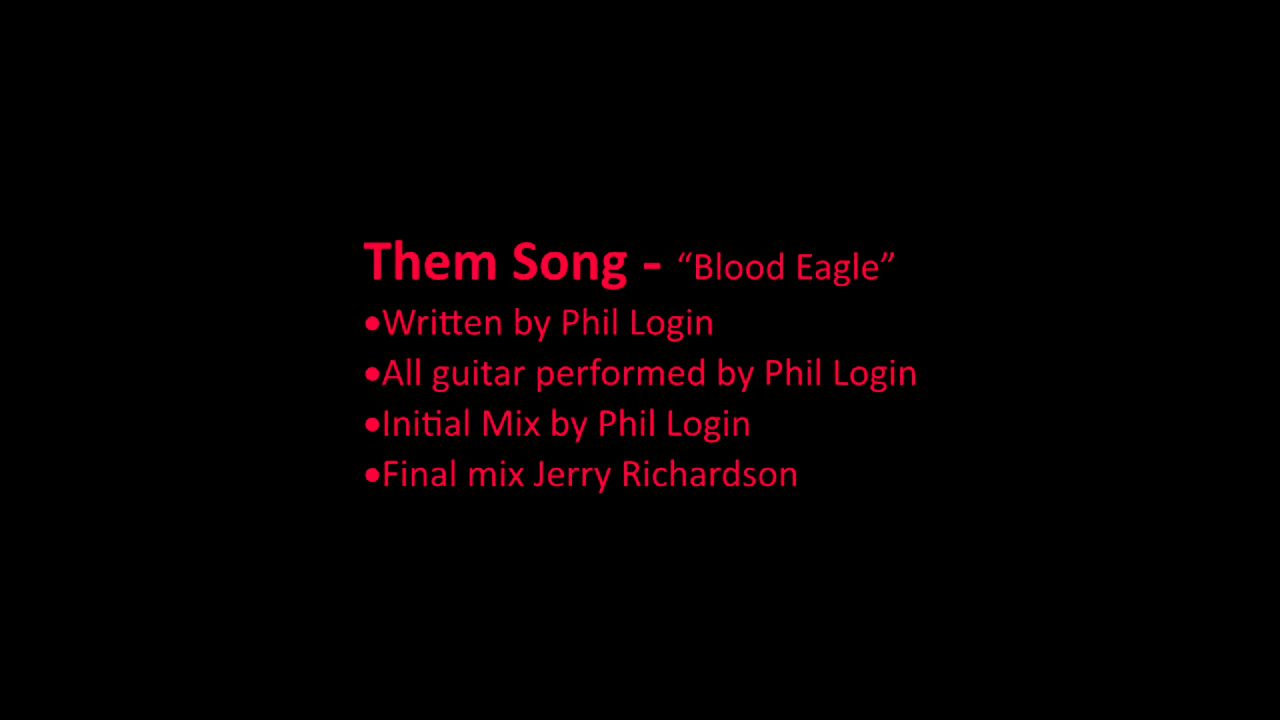 Them Song - “Blood Eagle”
•Written by Phil Login
•All guitar performed by Phil Login
•Initial Mix by Phil Login
•Final mix Jerry Richardson